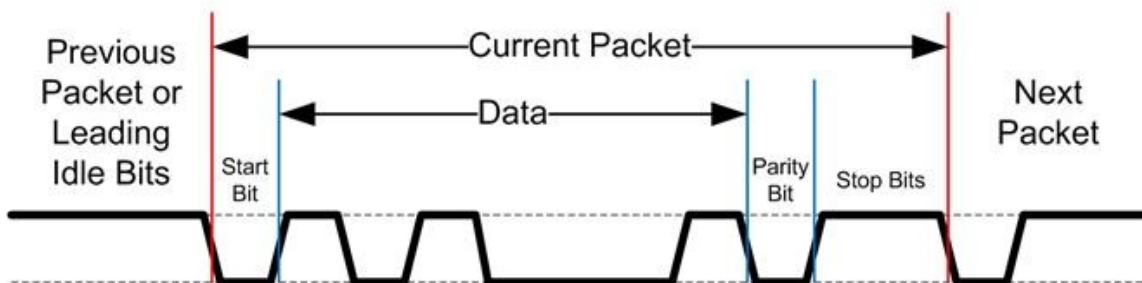 Previous
Packet or
Leading
Idle Bits
Current Packet
Data
Start
Bit
Parity
Bit
Stop Bits
Next
Packet